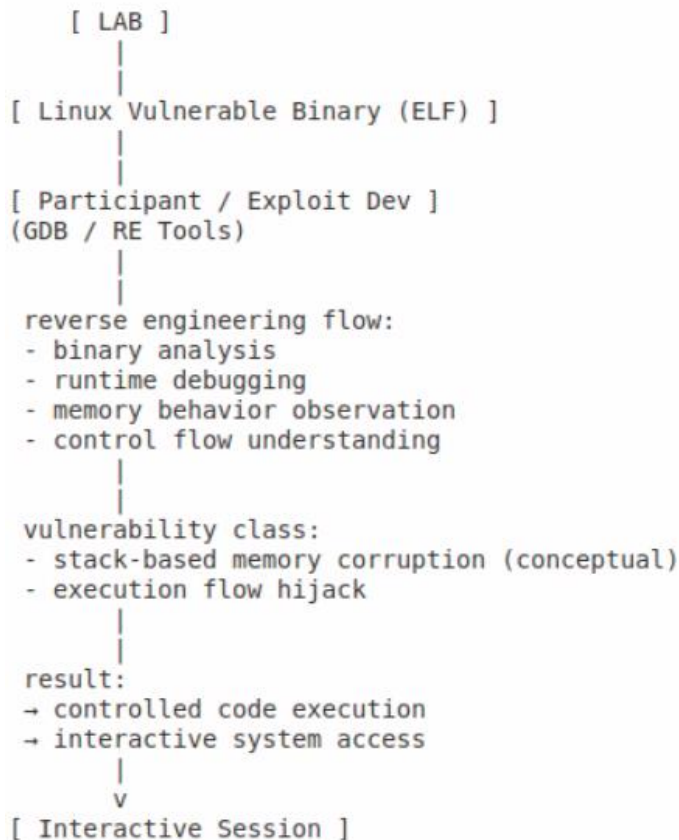 [ LAB ]
|
|
[ Linux Vulnerable Binary (ELF) ]
|
|
[ Participant / Exploit Dev ]
(GDB / RE Tools)
|
|
reverse engineering flow:
- binary analysis
- runtime debugging
- memory behavior observation
- control flow understanding
|
|
vulnerability class:
- stack-based memory corruption (conceptual)
- execution flow hijack
|
|
result:
→ controlled code execution
→ interactive system access
|
v
[ Interactive Session ]